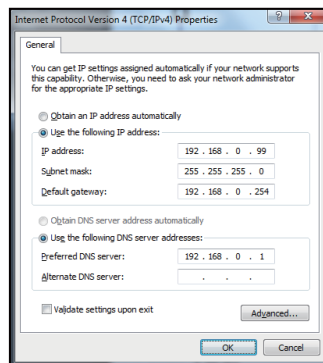 Internet Protocol Version 4 (TCP/IPv4) Properties
General
You can get IP settings assigned automatically if your network supports
this capability. Otherwise, you need to ask your network administrator
for the appropriate IP settings.
Obtain an IP address automatically
Use the following IP address:
IP address: 192 . 168 . 0 . 99
Subnet mask: 255 . 255 . 255 . 0
Default gateway: 192 . 168 . 0 . 254
Obtain DNS server address automatically
Use the following DNS server addresses:
Preferred DNS server: 192 . 168 . 0 . 1
Alternate DNS server: . . .
Validate settings upon exit
Advanced...
OK Cancel